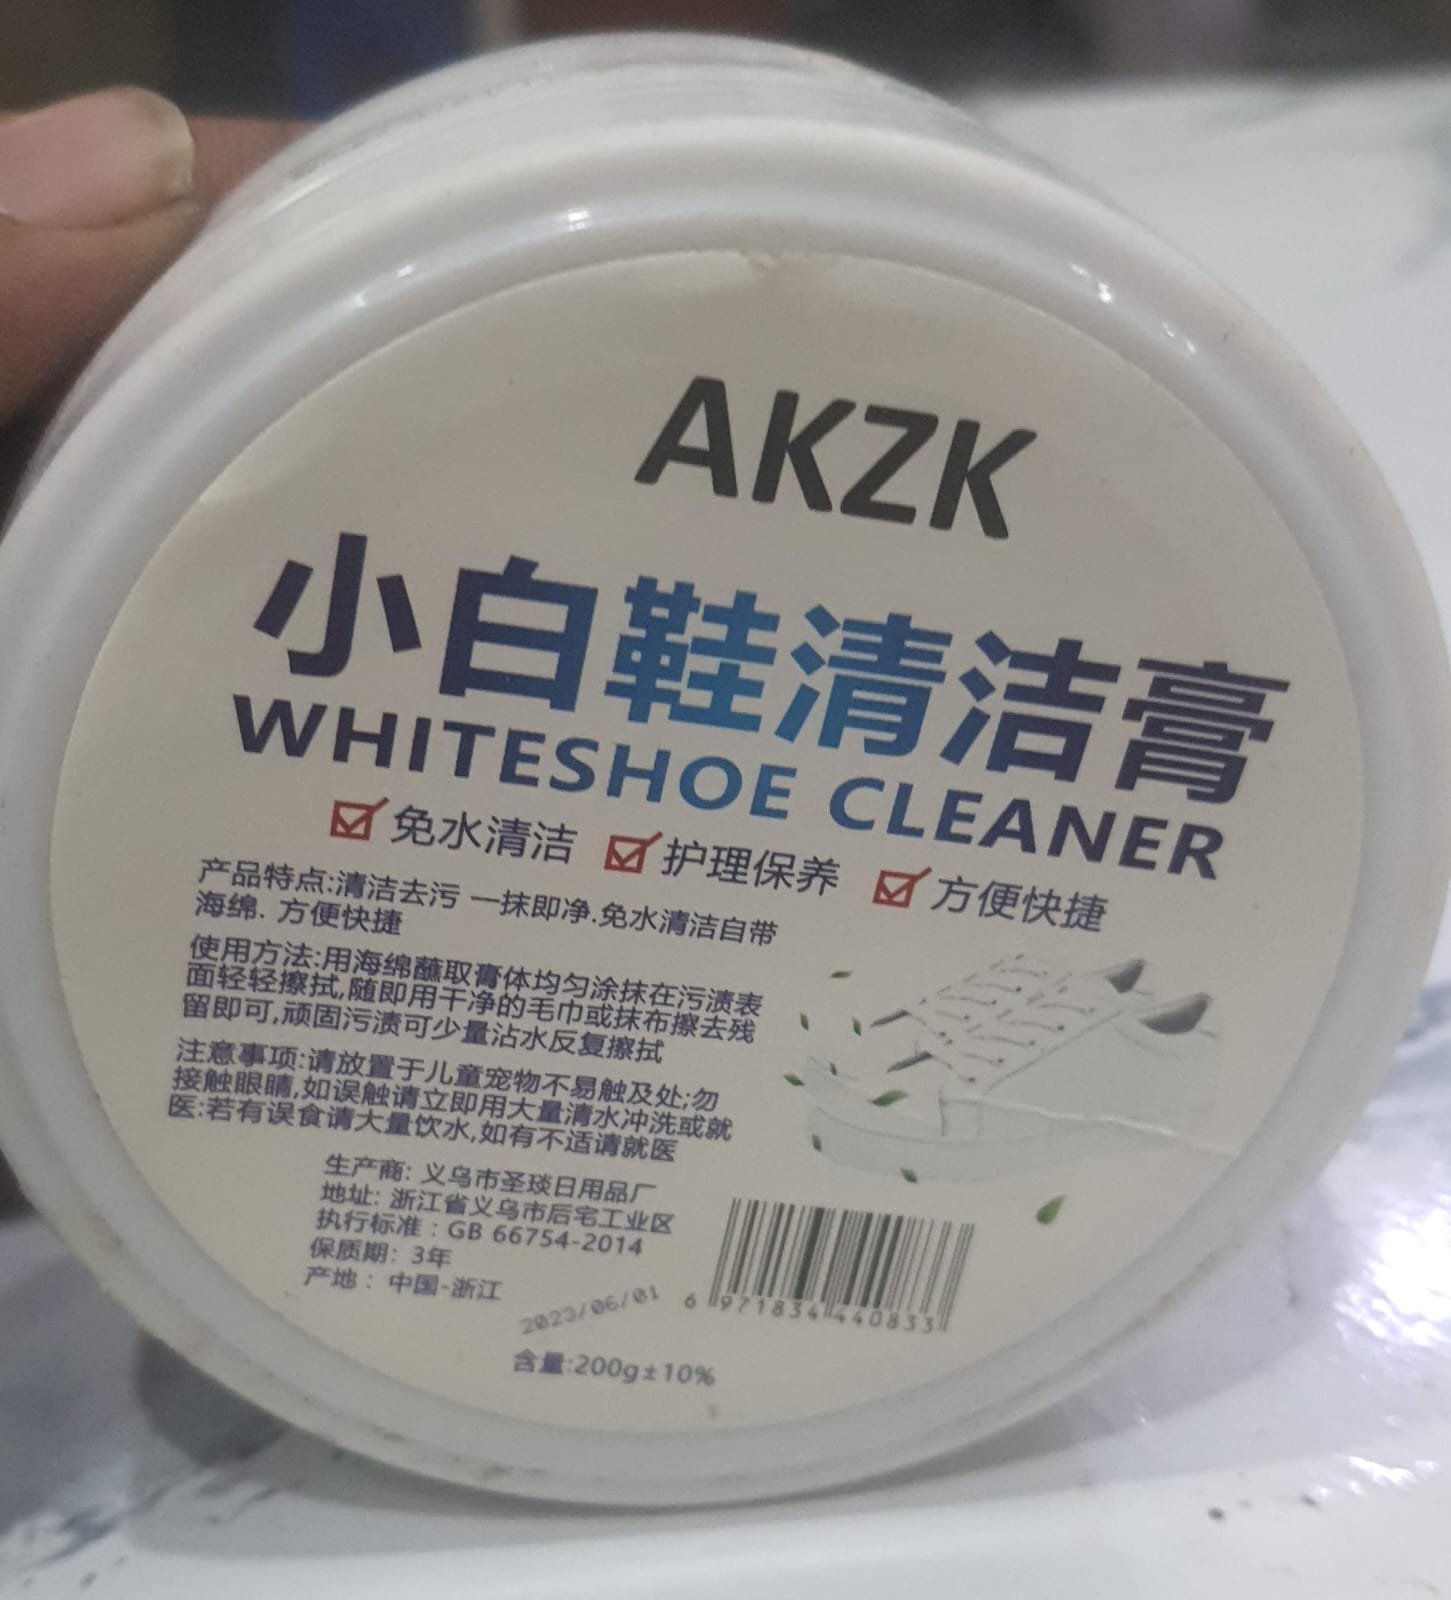 AKZK
小白鞋清洁膏
WHITESHOE CLEANER
免水清洁 护理保养 方便快捷
产品特点:清洁去污 一抹即净.免水清洁自带
海绵. 方便快捷
使用方法:用海绵蘸取膏体均匀涂抹在污渍表
面轻轻擦拭,随即用干净的毛巾或抹布擦去残
留即可,顽固污渍可少量沾水反复擦拭
注意事项:请放置于儿童宠物不易触及处;勿
接触眼睛,如误触请立即用大量清水冲洗或就
医:若有误食请大量饮水,如有不适请就医
生产商: 义乌市圣琰日用品厂
地址: 浙江省义乌市后宅工业区
执行标准 : GB 66754-2014
保质期: 3年
产地 : 中国-浙江
2023/06/01
6 971834 440833
含量:200g±10%